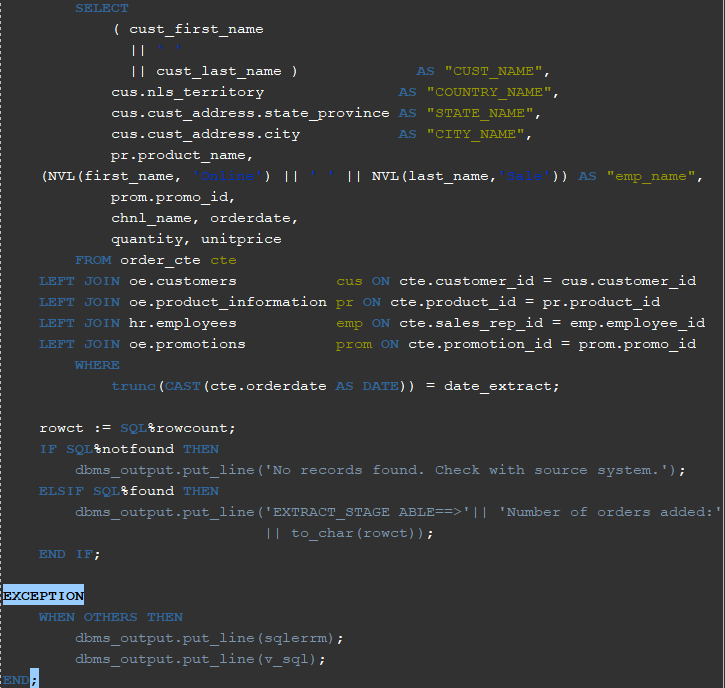 SELECT
( cust_first_name
|| ' '
|| cust_last_name ) AS "CUST_NAME",
cus.nls_territory AS "COUNTRY_NAME",
cus.cust_address.state_province AS "STATE_NAME",
cus.cust_address.city AS "CITY_NAME",
pr.product_name,
(NVL(first_name, 'Online') || ' ' || NVL(last_name,'Sale')) AS "emp_name",
prom.promo_id,
chnl_name, orderdate,
quantity, unitprice
FROM order_cte cte
LEFT JOIN oe.customers cus ON cte.customer_id = cus.customer_id
LEFT JOIN oe.product_information pr ON cte.product_id = pr.product_id
LEFT JOIN hr.employees emp ON cte.sales_rep_id = emp.employee_id
LEFT JOIN oe.promotions prom ON cte.promotion_id = prom.promo_id
WHERE
trunc(CAST(cte.orderdate AS DATE)) = date_extract;
rowct := SQL%rowcount;
IF SQL%notfound THEN
dbms_output.put_line('No records found. Check with source system.');
ELSIF SQL%found THEN
dbms_output.put_line('EXTRACT_STAGE ABLE==>'|| 'Number of orders added:'
|| to_char(rowct));
END IF;
EXCEPTION
WHEN OTHERS THEN
dbms_output.put_line(sqlerrm);
dbms_output.put_line(v_sql);
END;